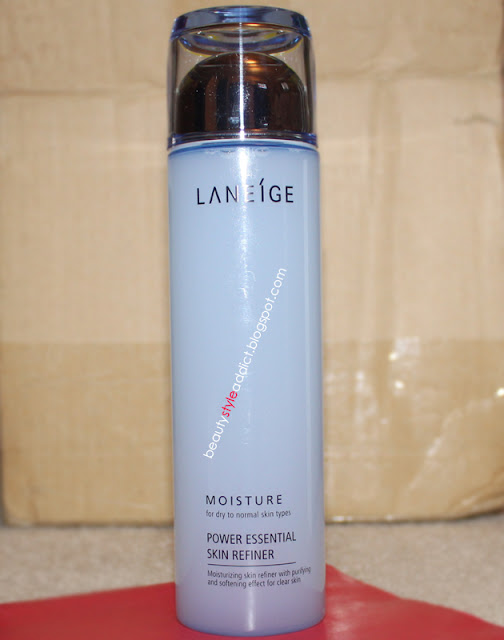 LANEÍGE
beautystyleaddict.blogspot.com
MOISTURE
for dry to normal skin types
POWER ESSENTIAL
SKIN REFINER
Moisturizing skin refiner with purifying
and softening effect for clear skin